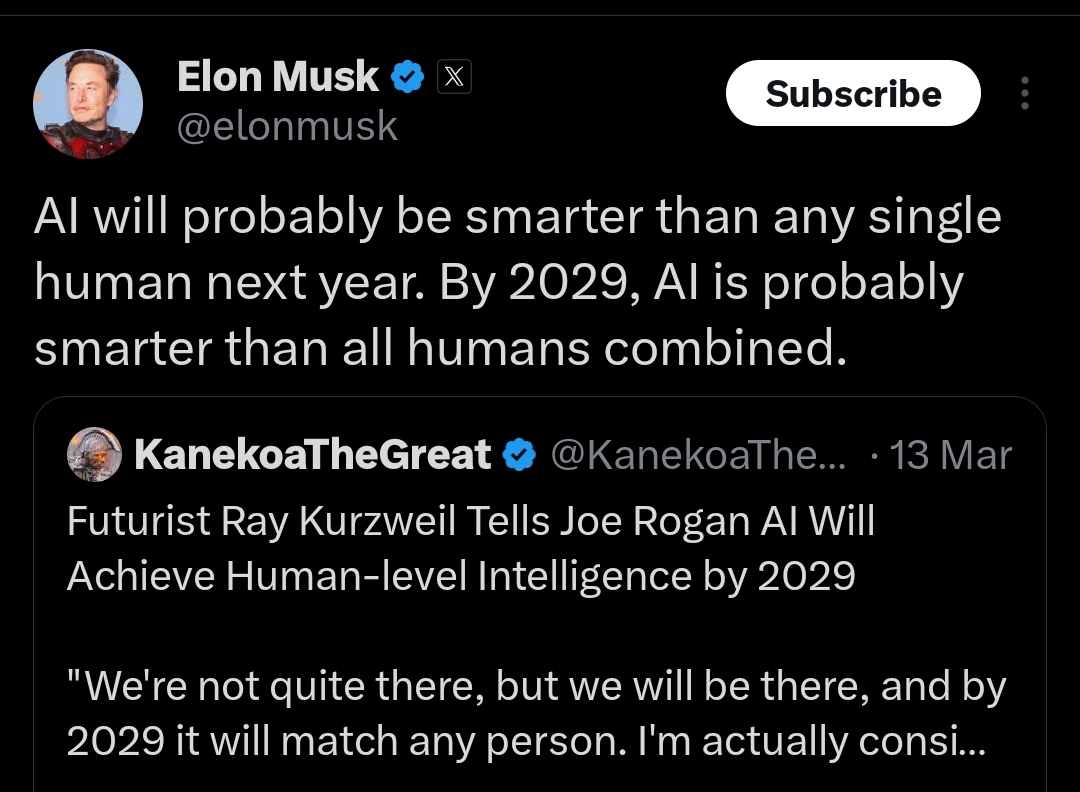 Elon Musk
Subscribe
@elonmusk
AI will probably be smarter than any single
human next year. By 2029, AI is probably
smarter than all humans combined.
KanekoaTheGreat @KanekoaThe... · 13 Mar
Futurist Ray Kurzweil Tells Joe Rogan AI Will
Achieve Human-level Intelligence by 2029
"We're not quite there, but we will be there, and by
2029 it will match any person. I'm actually consi...